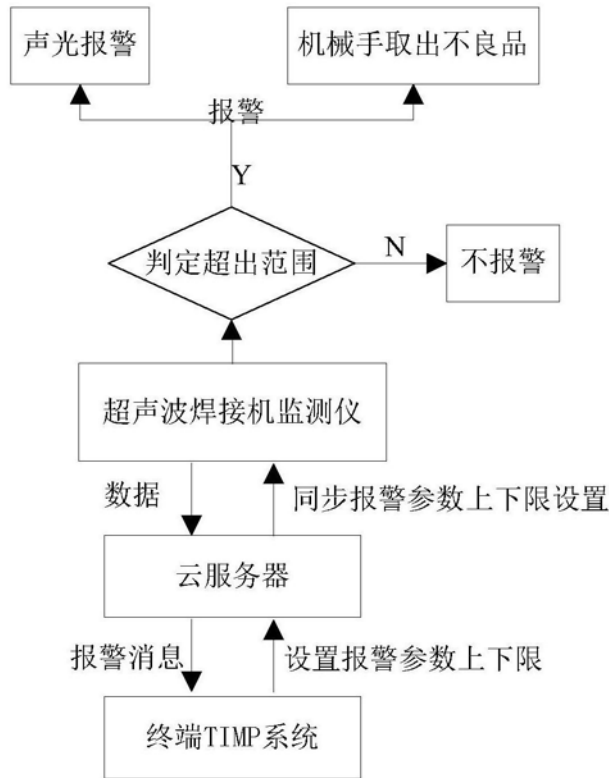 声光报警
机械手取出不良品
报警
Y
判定超出范围
N
不报警
超声波焊接机监测仪
数据
同步报警参数上下限设置
云服务器
报警消息
设置报警参数上下限
终端TIMP系统